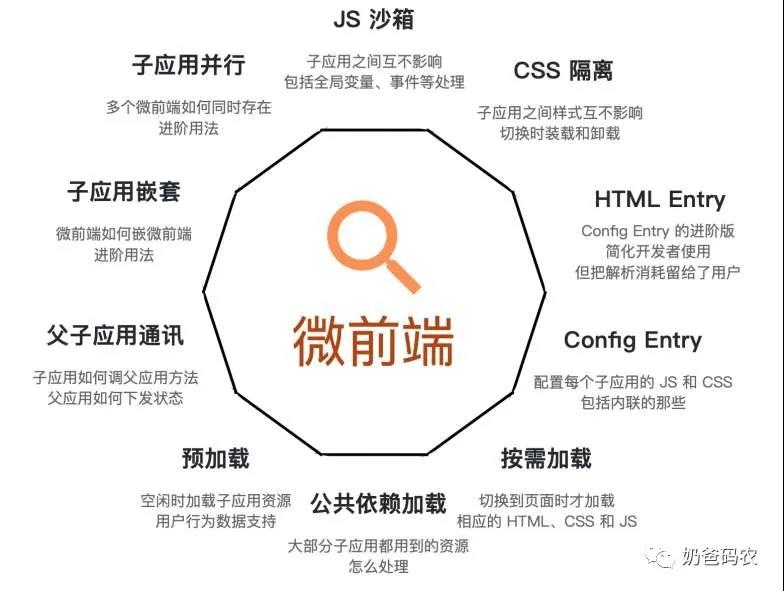 JS 沙箱
子应用之间互不影响
包括全局变量、事件等处理
CSS 隔离
子应用之间样式互不影响
切换时装载和卸载
HTML Entry
Config Entry 的进阶版
简化开发者使用
但把解析消耗留给了用户
Config Entry
配置每个子应用的 JS 和 CSS
包括内联的那些
按需加载
切换到页面时才加载
相应的 HTML、CSS 和 JS
公共依赖加载
大部分子应用都用到的资源
怎么处理
预加载
空闲时加载子应用资源
用户行为数据支持
父子应用通讯
子应用如何调父应用方法
父应用如何下发状态
子应用嵌套
微前端如何嵌微前端
进阶用法
子应用并行
多个微前端如何同时存在
进阶用法
微前端
奶爸码农